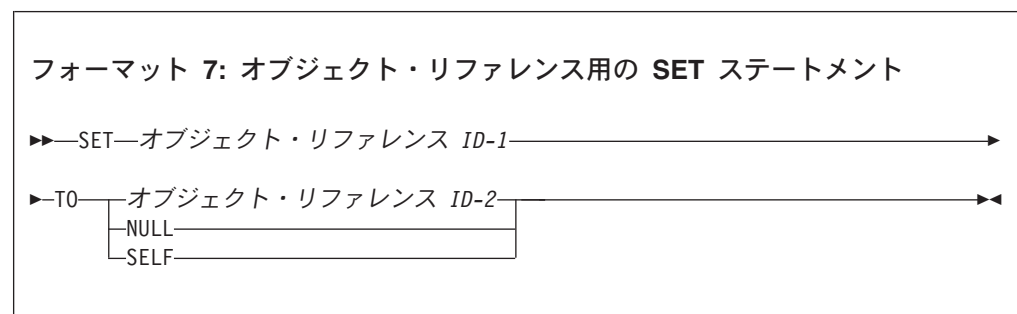 フォーマット 7: オブジェクト・リファレンス用の SET ステートメント
SET オブジェクト・リファレンス ID-1
TO オブジェクト・リファレンス ID-2
NULL
SELF